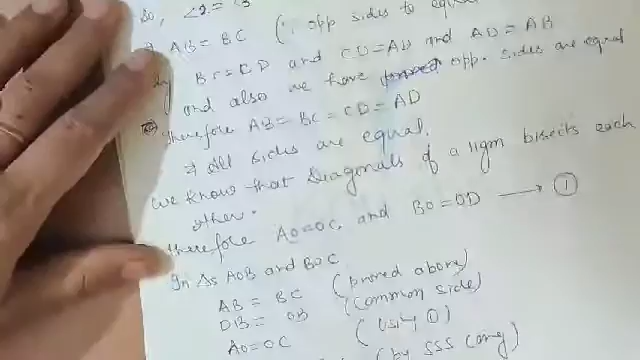 So, ∠2=
⇒ AB = BC (∵ opp sides to equal
BC = CD and CD = AD and AD = AB
and also we have opp. sides are equal
therefore AB = BC = CD = AD
⇒ All sides are equal.
We know that Diagonals of a ||gm bisects each
other.
therefore AO=OC, and BO=OD ⟶ ①
In Δs AOB and BOC
AB = BC (proved above)
OB = OB (common side)
AO=OC (Using ①)
(by SSS cong)